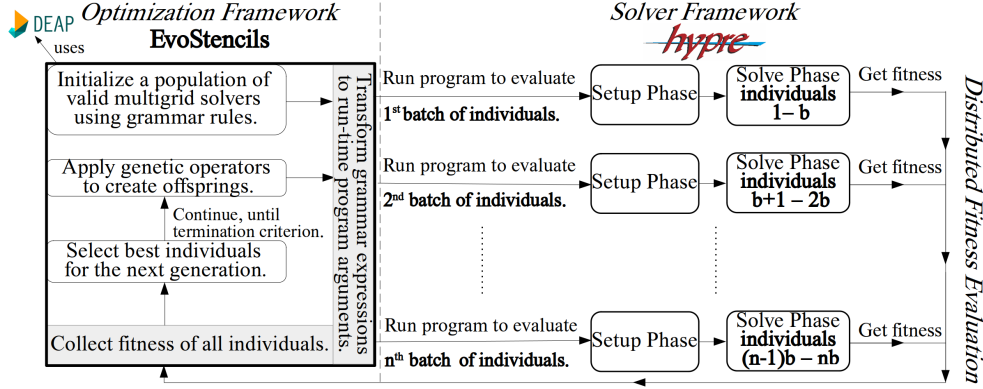 Optimization Framework
EvoStencils
DEAP
uses
Initialize a population of
valid multigrid solvers
using grammar rules.
Apply genetic operators
to create offsprings.
Continue, until
termination criterion.
Select best individuals
for the next generation.
Collect fitness of all individuals.
Transform grammar expressions
to run-time program arguments.
Solver Framework
hypre
Run program to evaluate
1st batch of individuals.
Setup Phase
Solve Phase
individuals
1– b
Get fitness
Run program to evaluate
2nd batch of individuals.
Setup Phase
Solve Phase
individuals
b+1 – 2b
Get fitness
Run program to evaluate
nth batch of individuals.
Setup Phase
Solve Phase
individuals
(n-1)b – nb
Get fitness
Distributed Fitness Evaluation